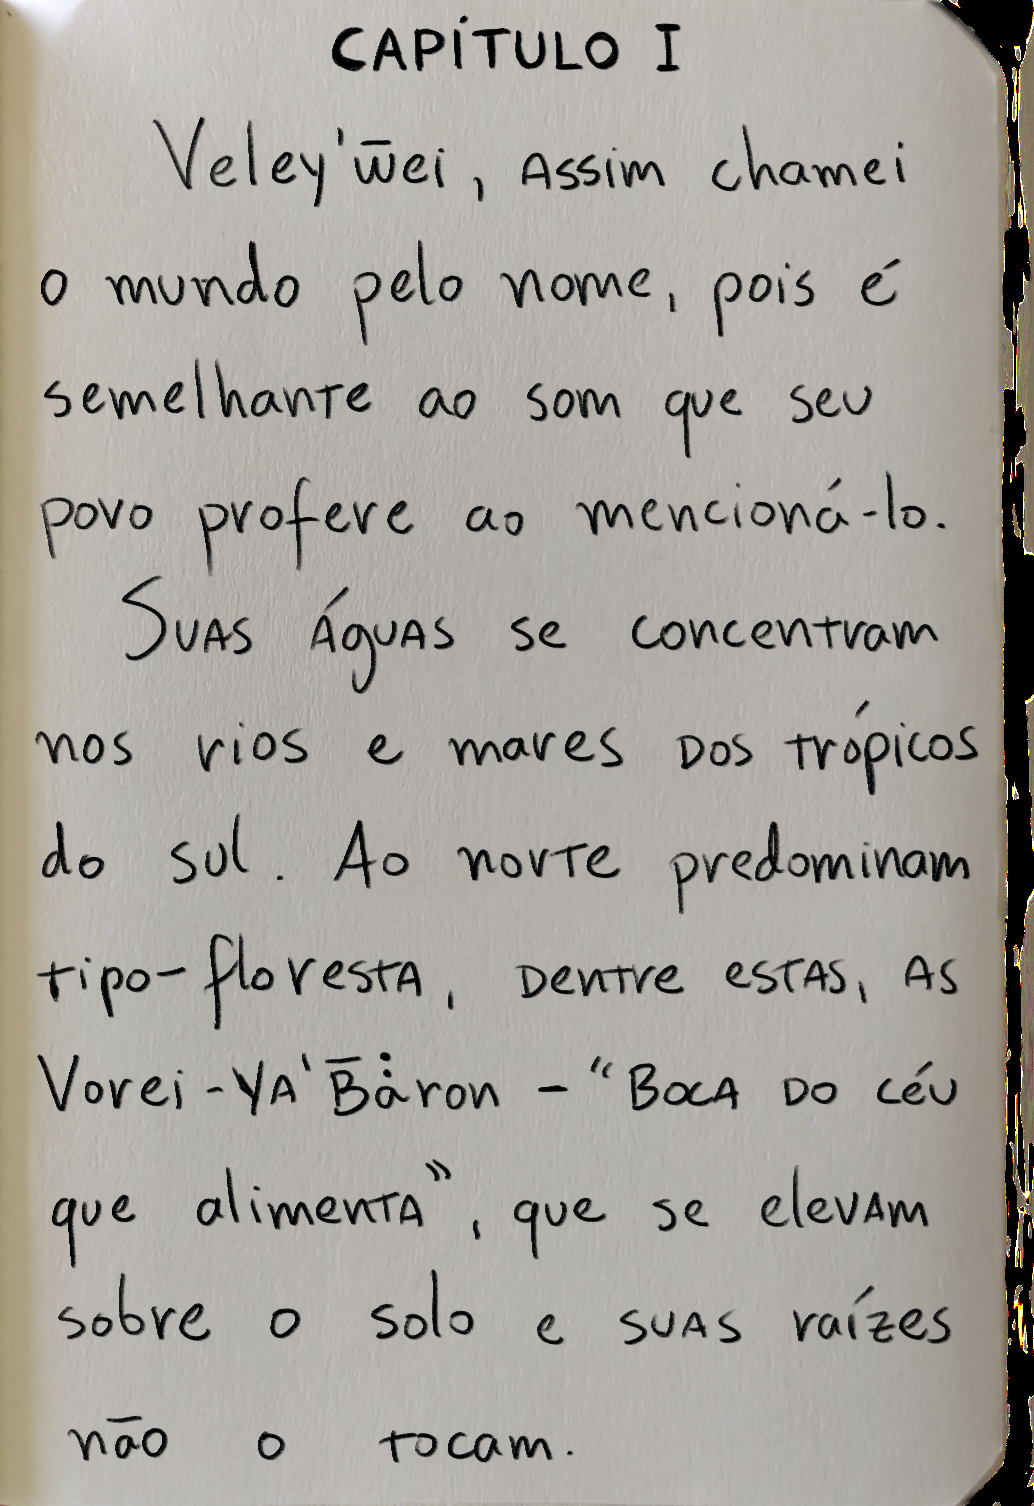 CAPÍTULO I
Veley'w̄ei, Assim chamei
o mundo pelo nome, pois é
semelhante ao som que seu
povo profere ao mencioná-lo.
Suas águas se concentram
nos rios e mares dos trópicos
do sul. Ao norte predominam
tipo-floresta, dentre estas, as
Vorei-YA'B̄åron - "Boca do céu
que alimenta", que se elevam
sobre o solo e suas raízes
não o tocam.